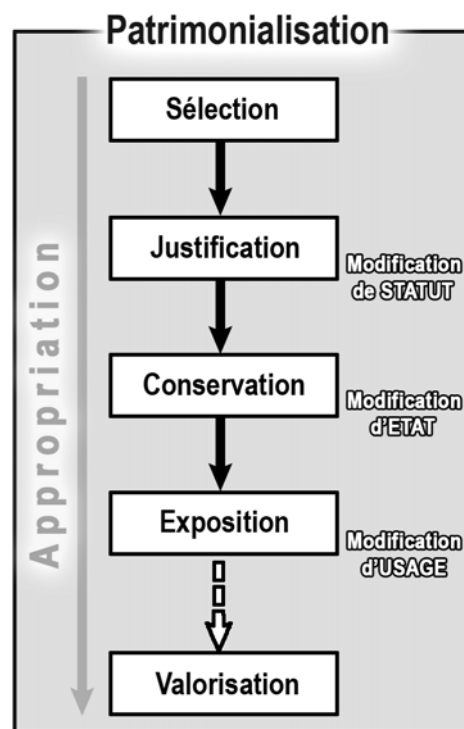 Patrimonialisation
Sélection
Justification
Modification
de STATUT
Conservation
Modification
d'ETAT
Exposition
Modification
d'USAGE
Valorisation
Appropriation